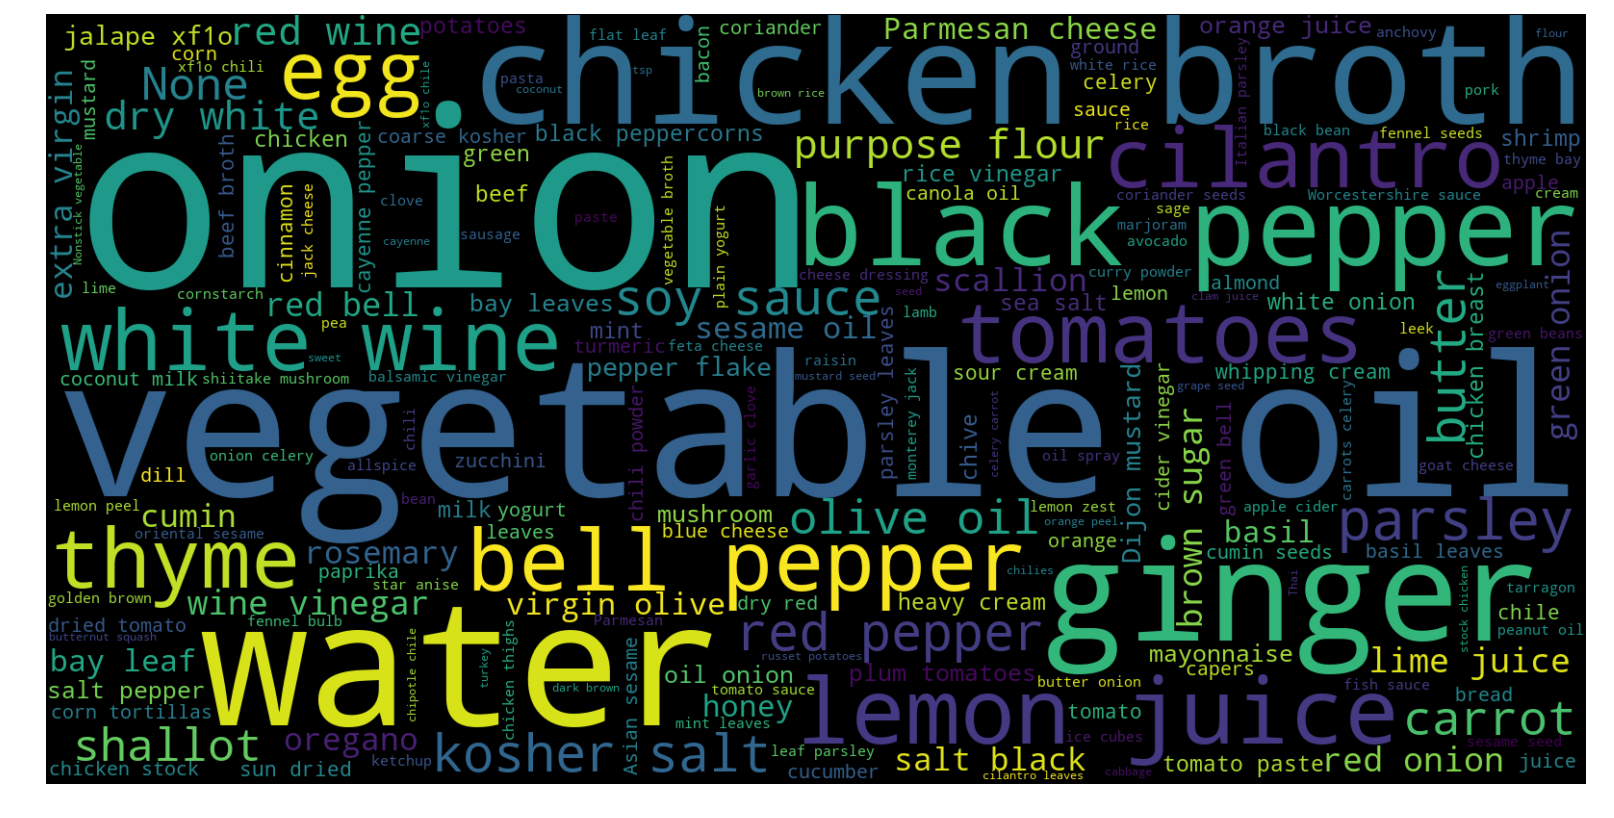 jalape xf1o
red wine
potatoes
flat leaf
coriander
Parmesan cheese
orange juice
anchovy
flour
corn
xf1o chili
None
egg
chicken broth
bacon
ground
white rice
celery
pasta
coconut
tsp
brown rice
pork
mustard
extra virgin
dry white
xf1o chile
sauce
rice
Italian parsley
chicken
coarse kosher
black peppercorns
purpose flour
cilantro
black bean
fennel seeds
shrimp
thyme bay
Nonstick vegetable
onion
beef broth
cayenne pepper
green
rice vinegar
canola oil
coriander seeds
Worcestershire sauce
apple
cream
cinnamon
jack cheese
clove
beef
paste
vegetable broth
plain yogurt
black pepper
sage
marjoram
avocado
cayenne
sausage
lime
cornstarch
red bell
bay leaves
soy sauce
cheese dressing
seed
scallion
curry powder
clam juice
almond
lemon
sea salt
white onion
eggplant
green onion
butter
chicken breast
white wine
pea
sweet
mint
sesame oil
turmeric
feta cheese
pepper flake
raisin
mustard seed
lamb
tomatoes
leek
green beans
coconut milk
shiitake mushroom
balsamic vinegar
parsley leaves
sour cream
whipping cream
grape seed
Dijon mustard
cider vinegar
vegetable oil
onion celery
chili
allspice
zucchini
chili powder
garlic clove
monterey jack
chive
celery carrot
oil spray
brown sugar
green bell
carrots celery
goat cheese
dill
bean
lemon peel
cumin
oriental sesame
milk
yogurt
leaves
mushroom
blue cheese
olive oil
lemon zest
orange peel
orange
apple cider
basil
cumin seeds
parsley
basil leaves
thyme
rosemary
paprika
star anise
bell pepper
chilies
ginger
Thai
tarragon
golden brown
wine vinegar
fennel bulb
virgin olive
Parmesan
dry red
heavy cream
stock chicken
chile
peanut oil
dried tomato
butternut squash
water
red pepper
russet potatoes
mayonnaise
capers
lime juice
bay leaf
chipotle chile
turkey
chicken thighs
dark brown
Asian sesame
oil onion
plum tomatoes
butter onion
fish sauce
bread
salt pepper
corn tortillas
tomato sauce
honey
mint leaves
lemon juice
tomato
ice cubes
carrot
shallot
oregano
ketchup
kosher salt
leaf parsley
cucumber
salt black
cilantro leaves
cabbage
tomato paste
red onion
sesame seed
juice
chicken stock
sun dried